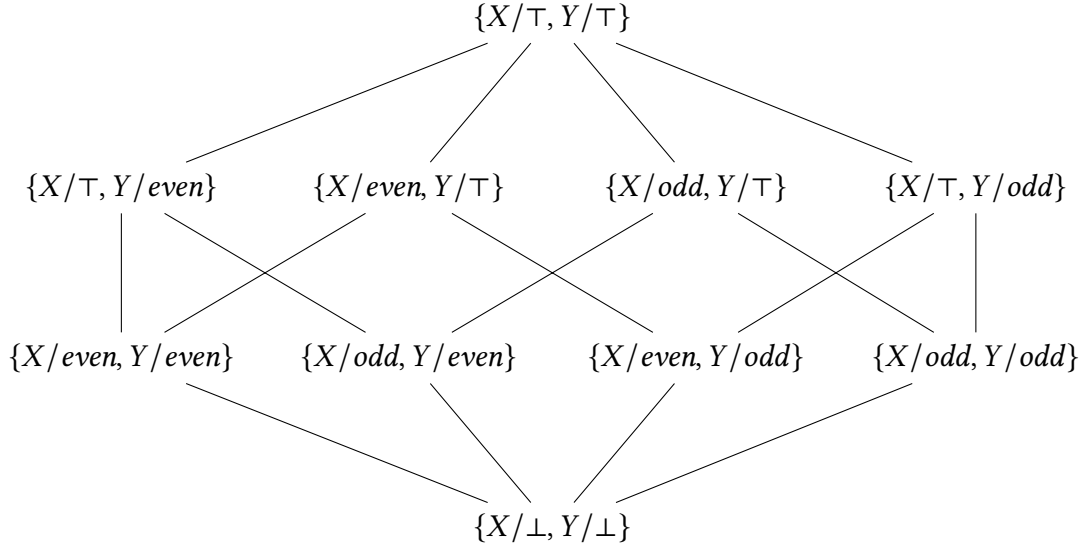 {X/⊤, Y/⊤}
{X/⊤, Y/even} {X/even, Y/⊤} {X/odd, Y/⊤} {X/⊤, Y/odd}
{X/even, Y/even} {X/odd, Y/even} {X/even, Y/odd} {X/odd, Y/odd}
{X/⊥, Y/⊥}